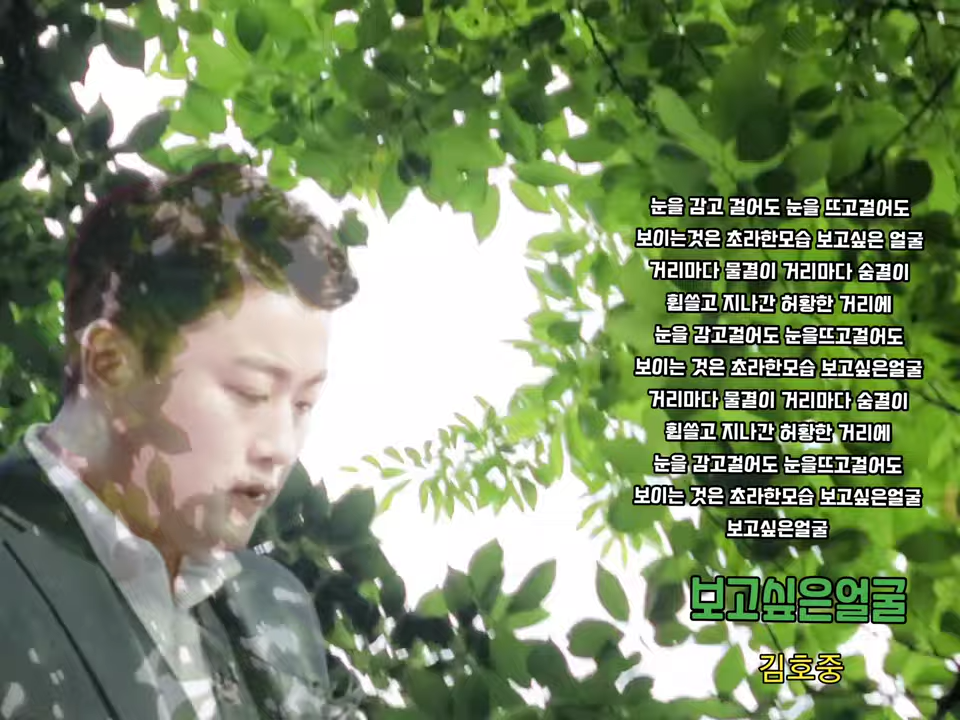 눈을 감고 걸어도 눈을 뜨고걸어도
보이는것은 초라한모습 보고싶은 얼굴
거리마다 물결이 거리마다 숨결이
휩쓸고 지나간 허황한 거리에
눈을 감고걸어도 눈을뜨고걸어도
보이는 것은 초라한모습 보고싶은얼굴
거리마다 물결이 거리마다 숨결이
휩쓸고 지나간 허황한 거리에
눈을 감고걸어도 눈을뜨고걸어도
보이는 것은 초라한모습 보고싶은얼굴
보고싶은얼굴
보고싶은얼굴
김호중